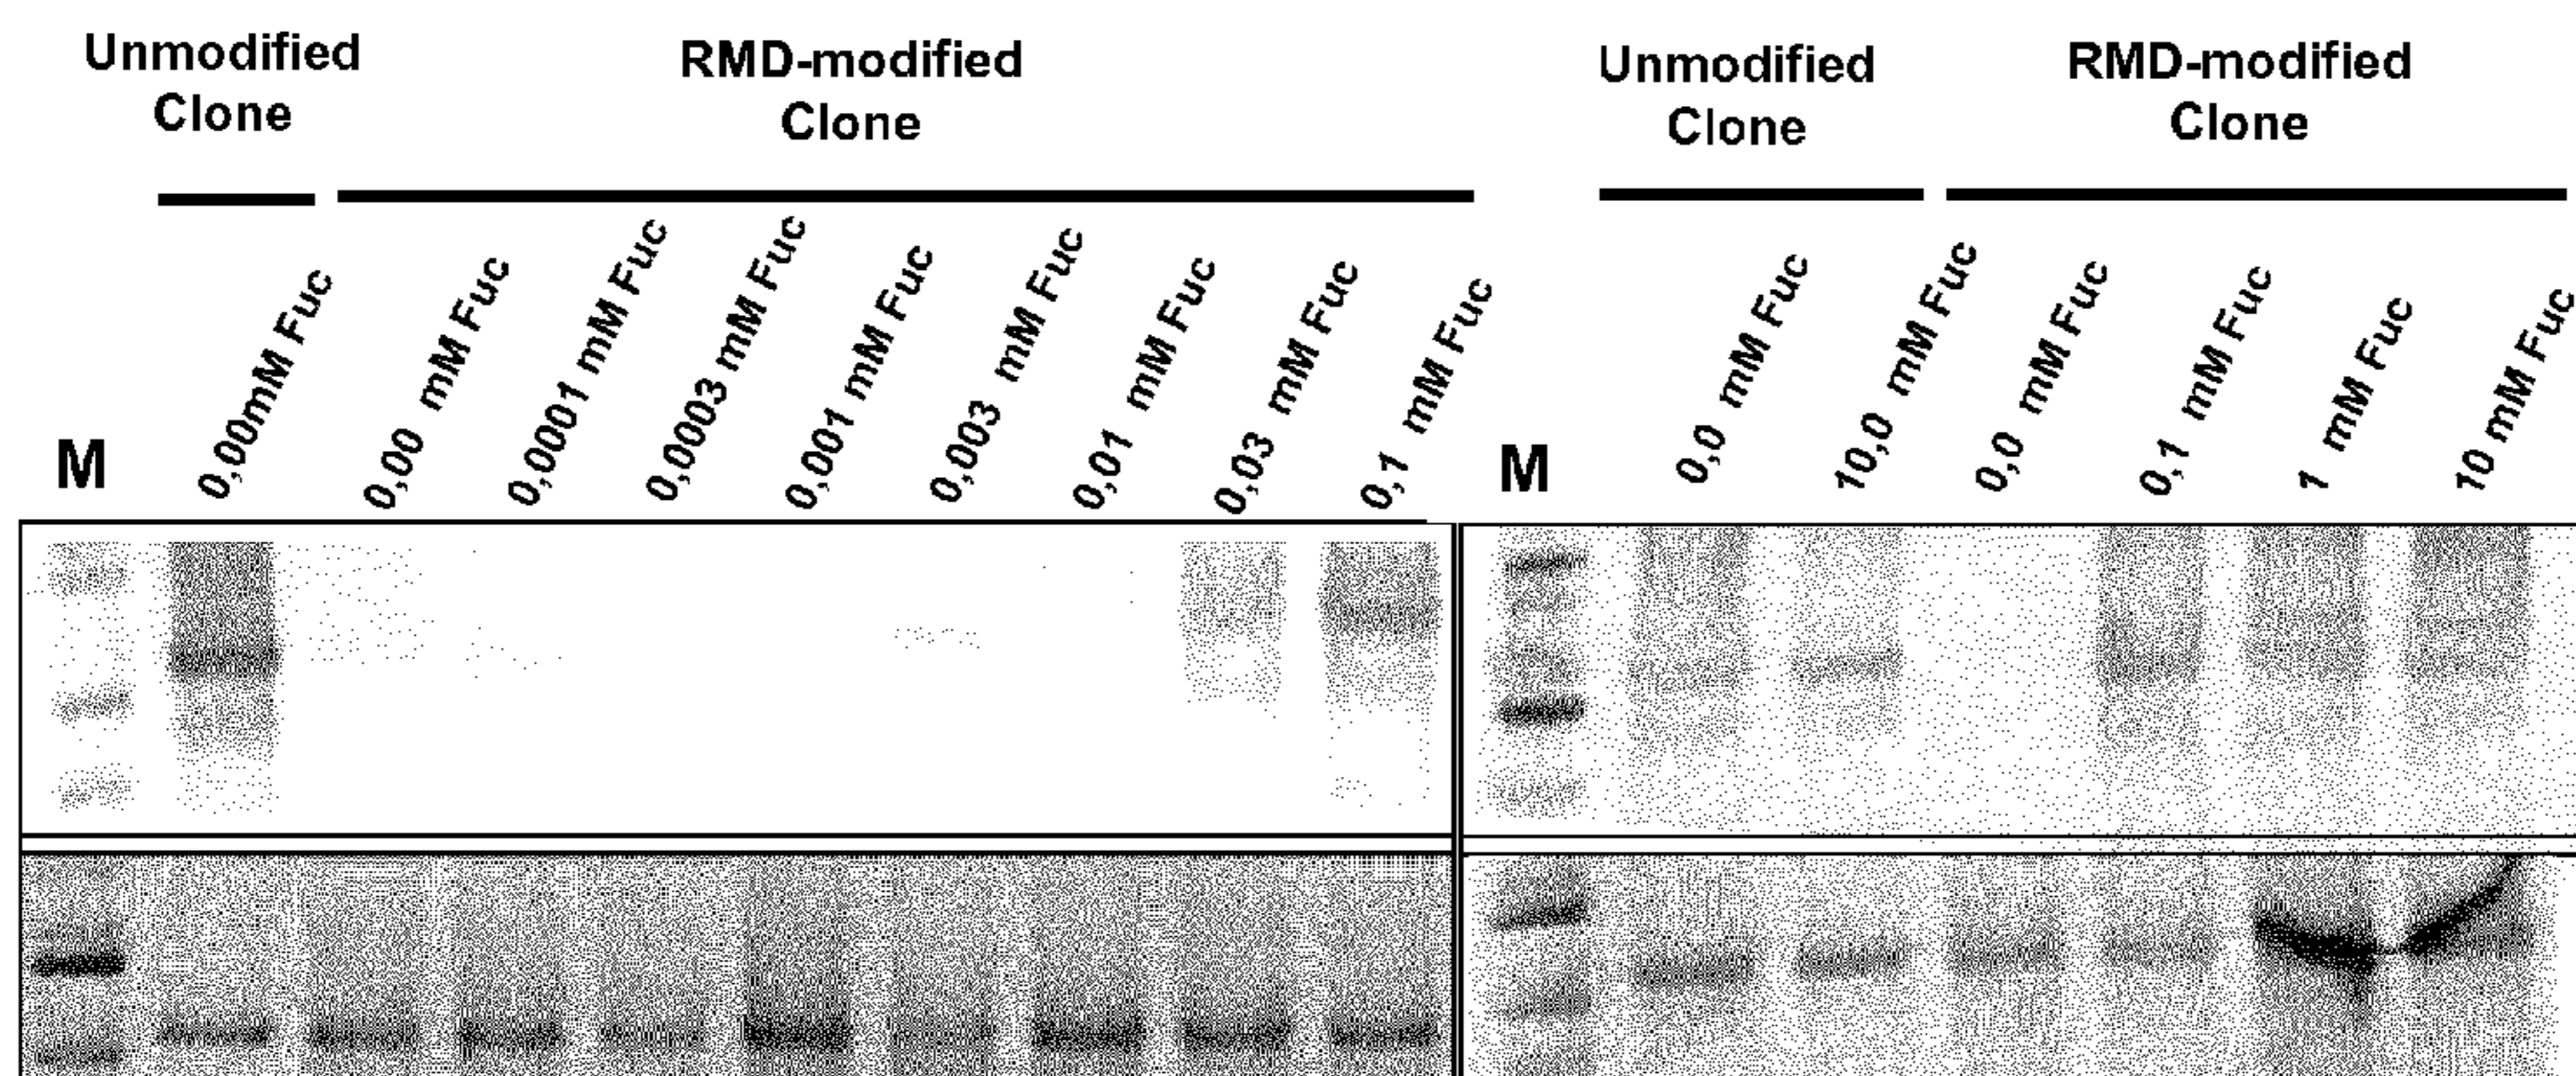 Unmodified
Clone
RMD-modified
Clone
Unmodified
Clone
RMD-modified
Clone
M
0,00mM Fuc
0,00 mM Fuc
0,0001 mM Fuc
0,0003 mM Fuc
0,001 mM Fuc
0,003 mM Fuc
0,01 mM Fuc
0,03 mM Fuc
0,1 mM Fuc
M
0,0 mM Fuc
10,0 mM Fuc
0,0 mM Fuc
0,1 mM Fuc
1 mM Fuc
10 mM Fuc